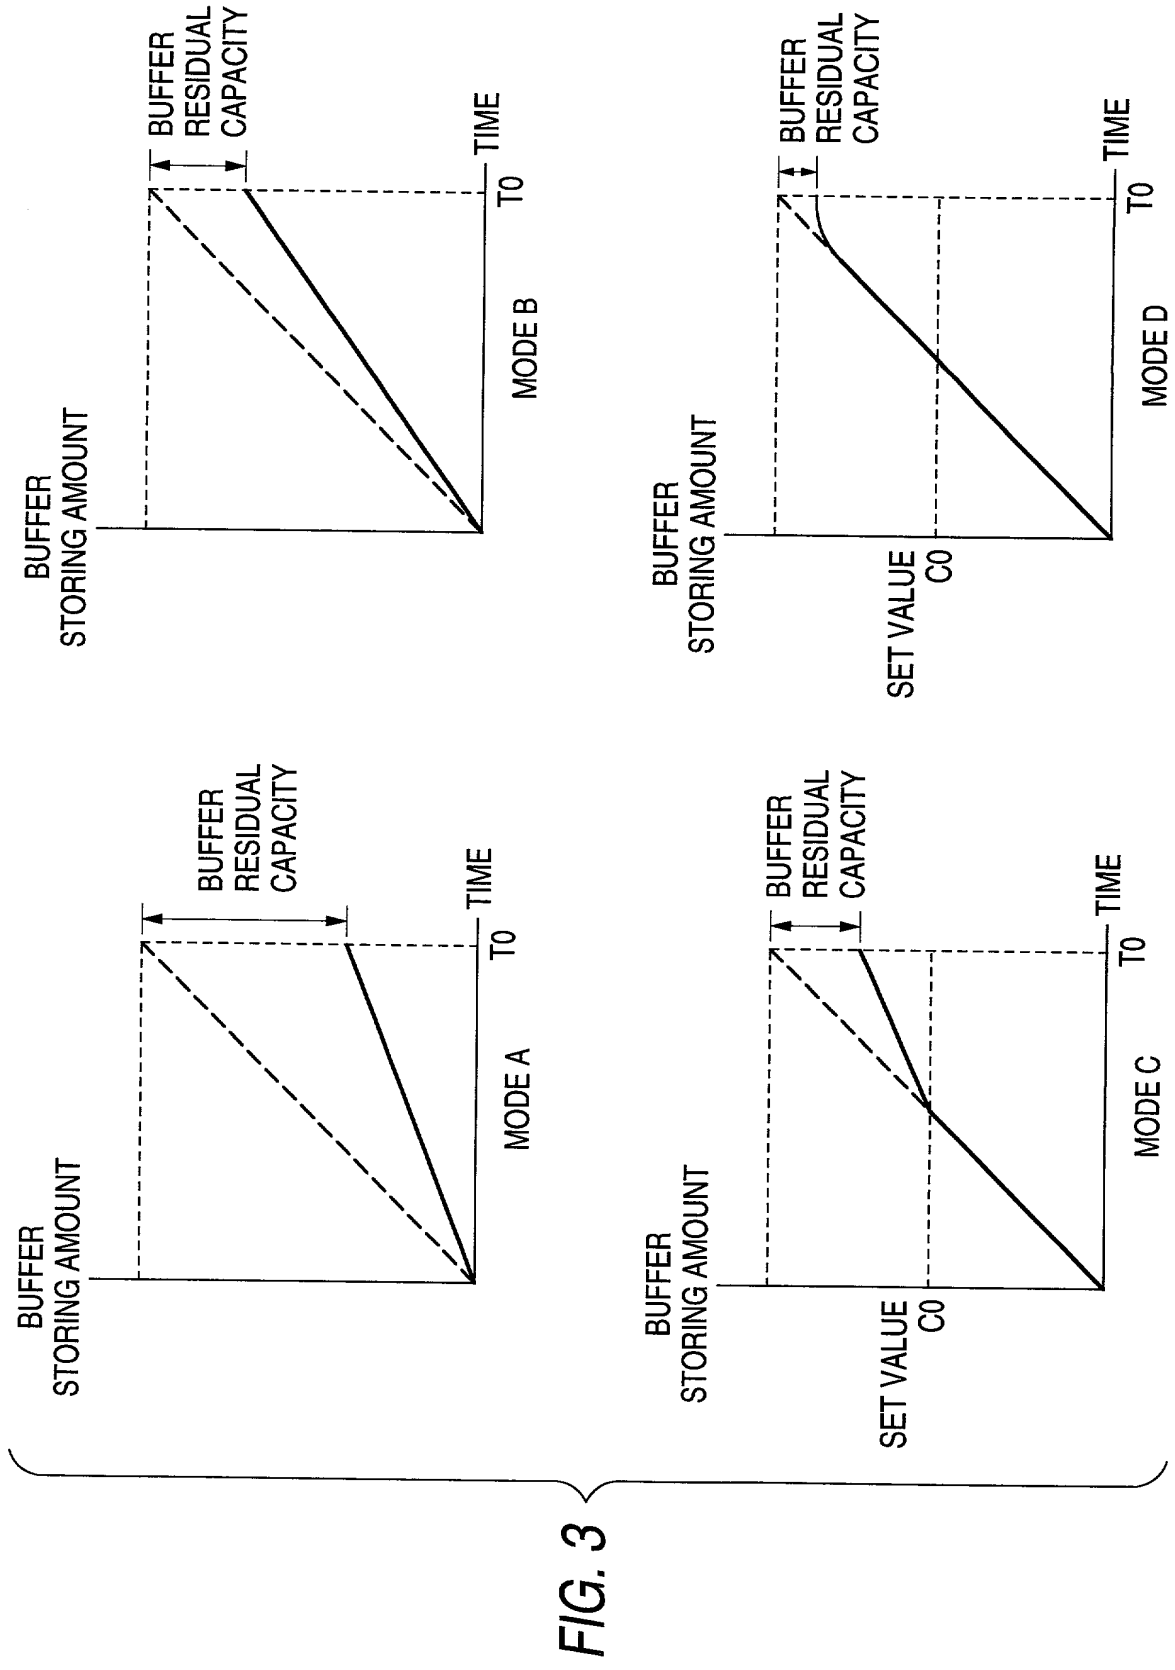 FIG. 3
BUFFER
STORING AMOUNT
BUFFER
RESIDUAL
CAPACITY
TIME
T0
MODE A
BUFFER
STORING AMOUNT
BUFFER
RESIDUAL
CAPACITY
TIME
T0
MODE B
BUFFER
STORING AMOUNT
SET VALUE
C0
BUFFER
RESIDUAL
CAPACITY
TIME
T0
MODE C
BUFFER
STORING AMOUNT
SET VALUE
C0
BUFFER
RESIDUAL
CAPACITY
TIME
T0
MODE D